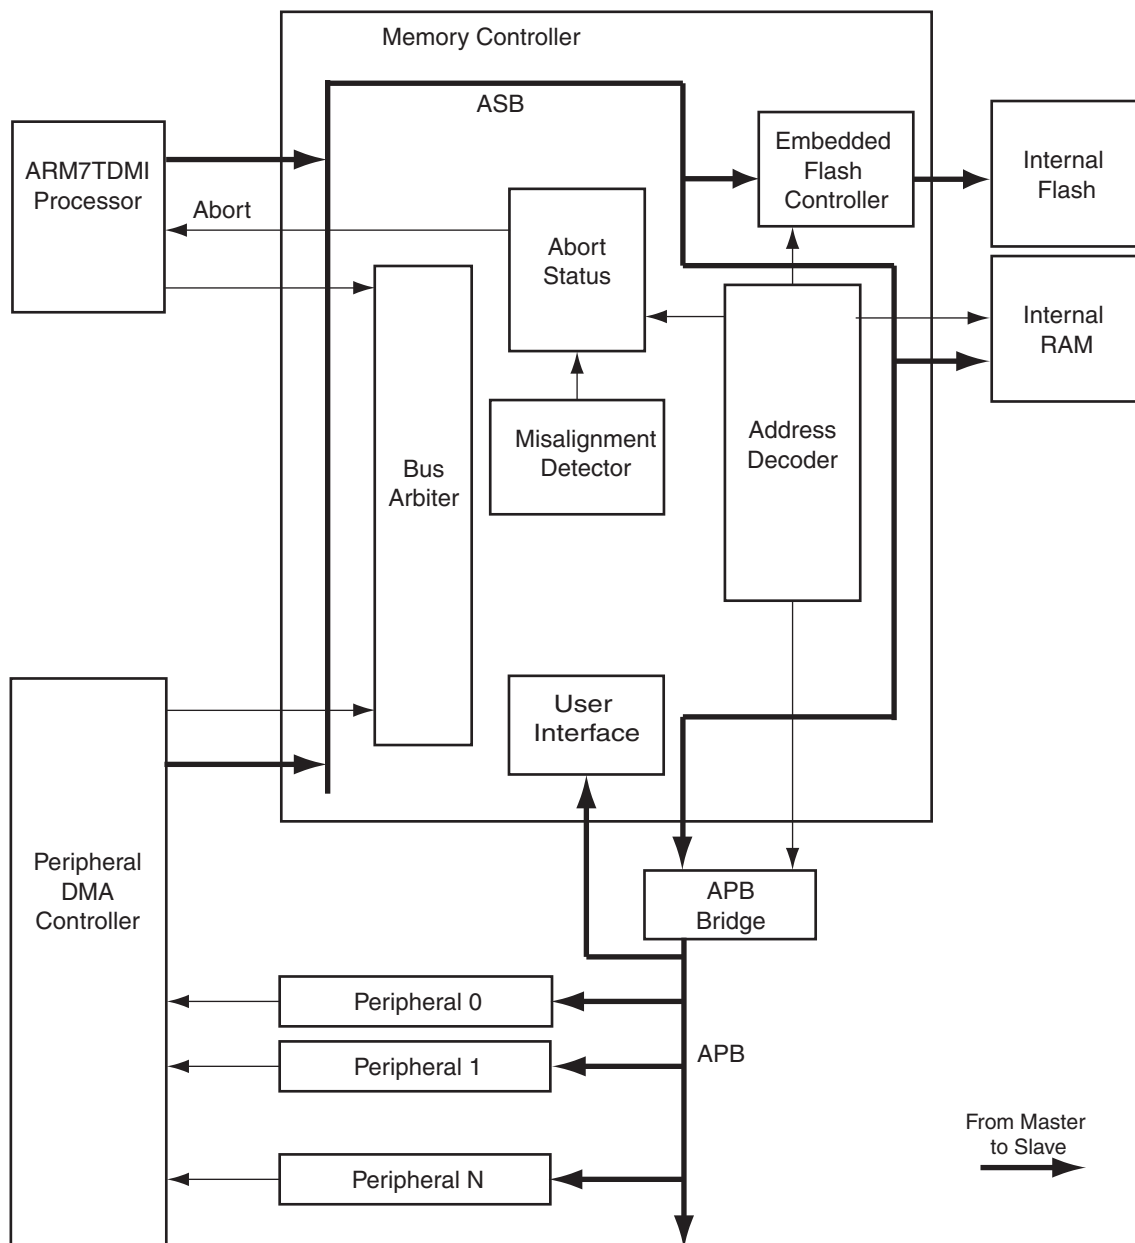 Memory Controller
ASB
ARM7TDMI
Processor
Abort
Embedded
Flash
Controller
Internal
Flash
Abort
Status
Internal
RAM
Misalignment
Detector
Address
Decoder
Bus
Arbiter
User
Interface
Peripheral
DMA
Controller
APB
Bridge
Peripheral 0
Peripheral 1
APB
Peripheral N
From Master
to Slave